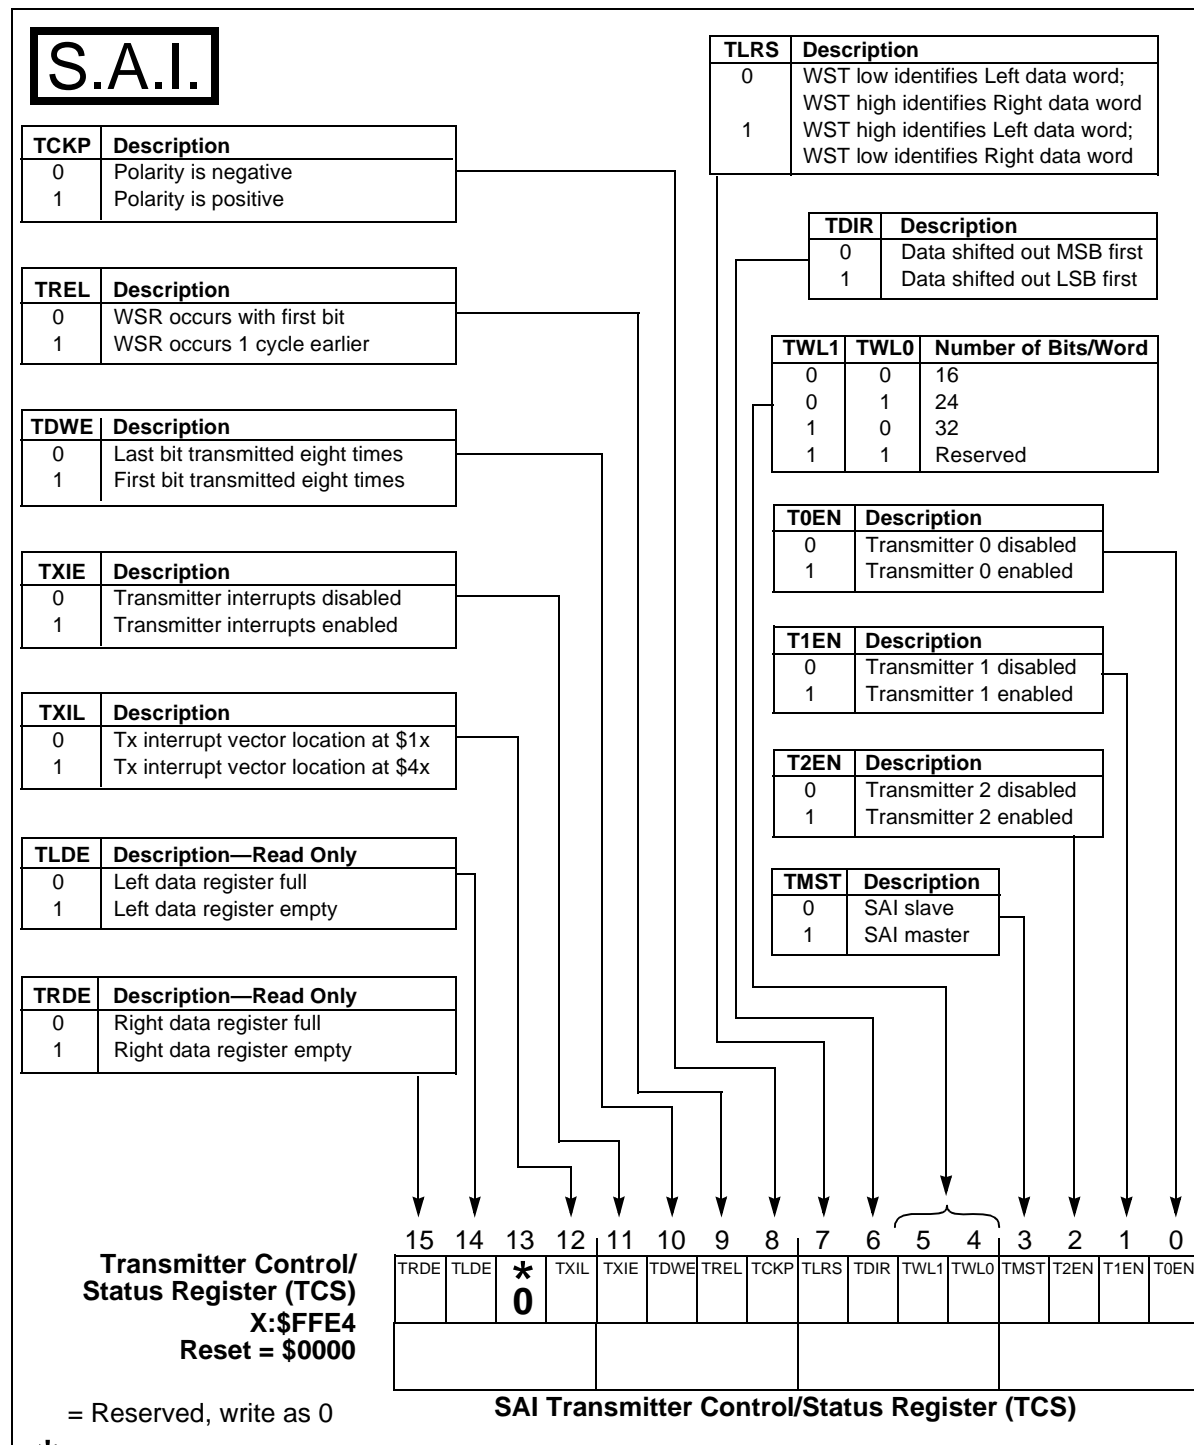 S.A.I.
TCKP Description
0 Polarity is negative
1 Polarity is positive
TREL Description
0 WSR occurs with first bit
1 WSR occurs 1 cycle earlier
TDWE Description
0 Last bit transmitted eight times
1 First bit transmitted eight times
TXIE Description
0 Transmitter interrupts disabled
1 Transmitter interrupts enabled
TXIL Description
0 Tx interrupt vector location at $1x
1 Tx interrupt vector location at $4x
TLDE Description—Read Only
0 Left data register full
1 Left data register empty
TRDE Description—Read Only
0 Right data register full
1 Right data register empty
TLRS Description
0 WST low identifies Left data word;
WST high identifies Right data word
1 WST high identifies Left data word;
WST low identifies Right data word
TDIR Description
0 Data shifted out MSB first
1 Data shifted out LSB first
TWL1 TWL0 Number of Bits/Word
0 0 16
0 1 24
1 0 32
1 1 Reserved
T0EN Description
0 Transmitter 0 disabled
1 Transmitter 0 enabled
T1EN Description
0 Transmitter 1 disabled
1 Transmitter 1 enabled
T2EN Description
0 Transmitter 2 disabled
1 Transmitter 2 enabled
TMST Description
0 SAI slave
1 SAI master
15 14 13 12 11 10 9 8 7 6 5 4 3 2 1 0
TRDE TLDE * TXIL TXIE TDWE TREL TCKP TLRS TDIR TWL1 TWL0 TMST T2EN T1EN T0EN
0
Transmitter Control/
Status Register (TCS)
X:$FFE4
Reset = $0000
SAI Transmitter Control/Status Register (TCS)
= Reserved, write as 0
*